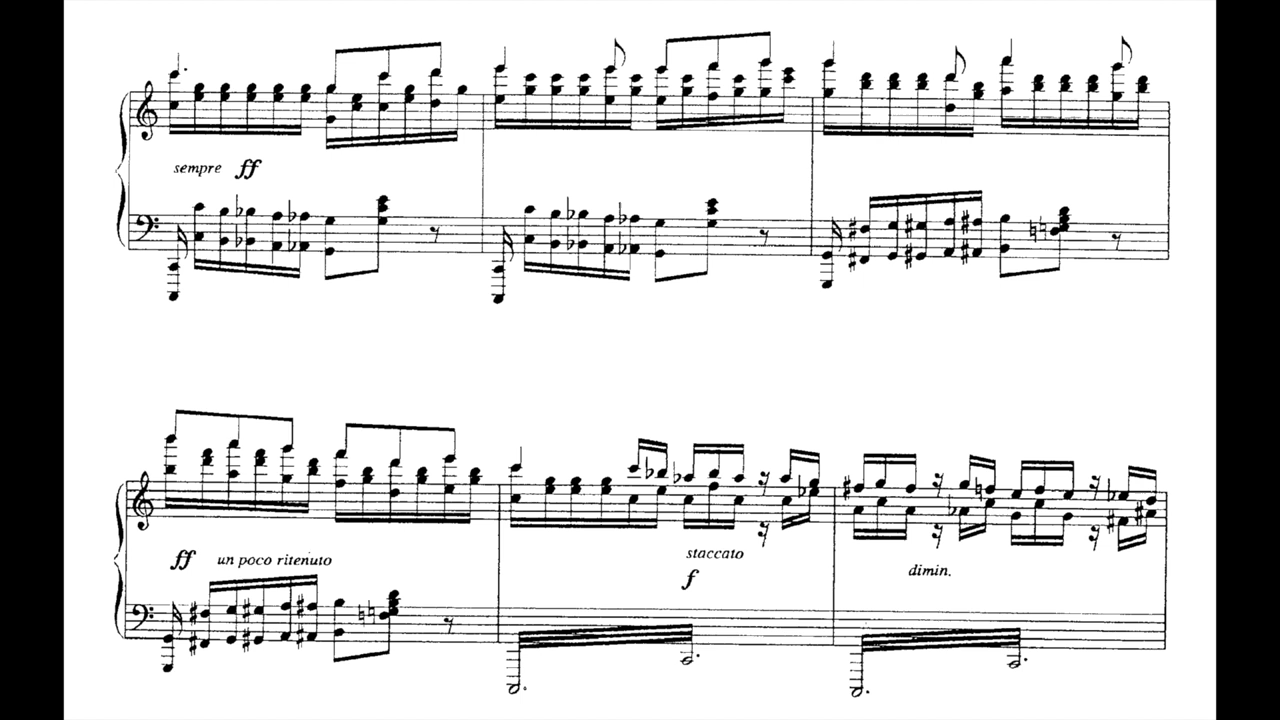 sempre ff
ff un poco ritenuto
staccato
f
dimin.